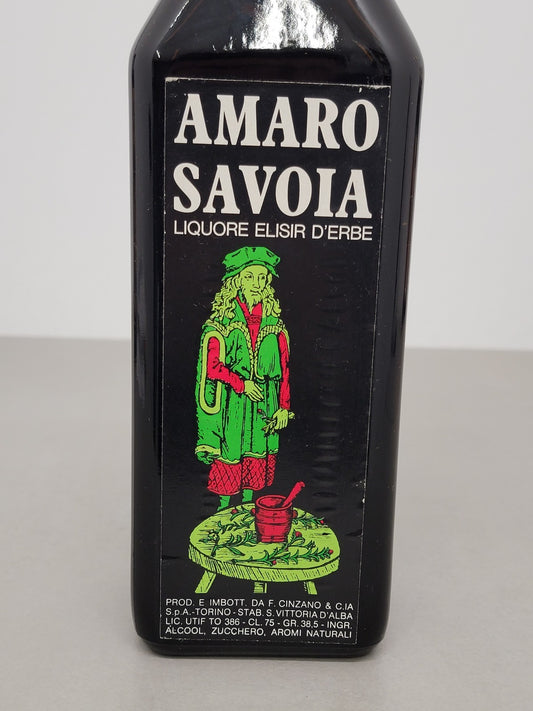 AMARO
SAVOIA
LIQUORE ELISIR D'ERBE
PROD. E IMBOTT. DA F. CINZANO & C.IA
S.p.A.-TORINO - STAB. S. VITTORIA D'ALBA
LIC. UTIF TO 386 - CL. 75 - GR. 38,5 - INGR.
ALCOOL, ZUCCHERO, AROMI NATURALI